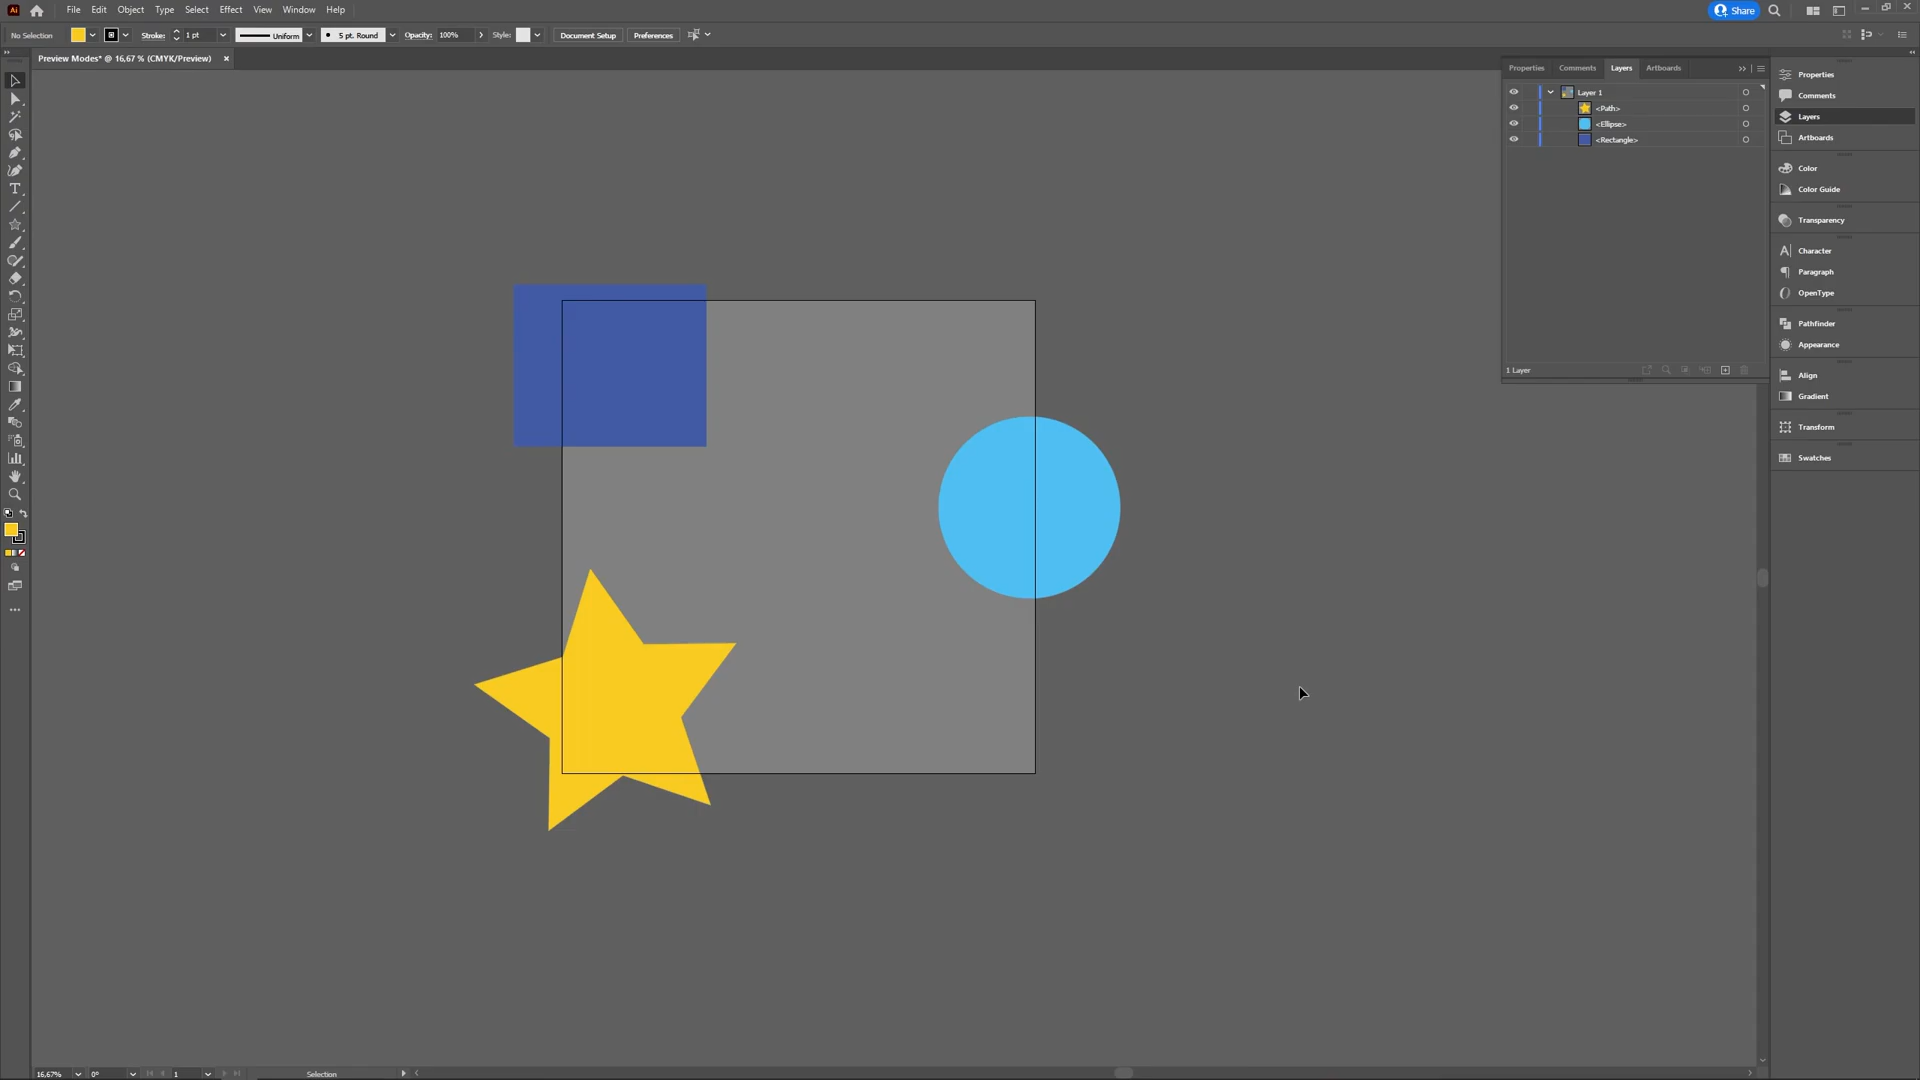 Ai File Edit Object Type Select Effect View Window Help Share
No Selection Stroke: 1 pt Uniform 5 pt. Round Opacity: 100% Style: Document Setup Preferences
Preview Modes* @ 16,67 % (CMYK/Preview) ×
Properties Comments Layers Artboards
Layer 1
<Path>
<Ellipse>
<Rectangle>
1 Layer
Properties
Comments
Layers
Artboards
Color
Color Guide
Transparency
Character
Paragraph
OpenType
Pathfinder
Appearance
Align
Gradient
Transform
Swatches
16,67% 0° 1 Selection